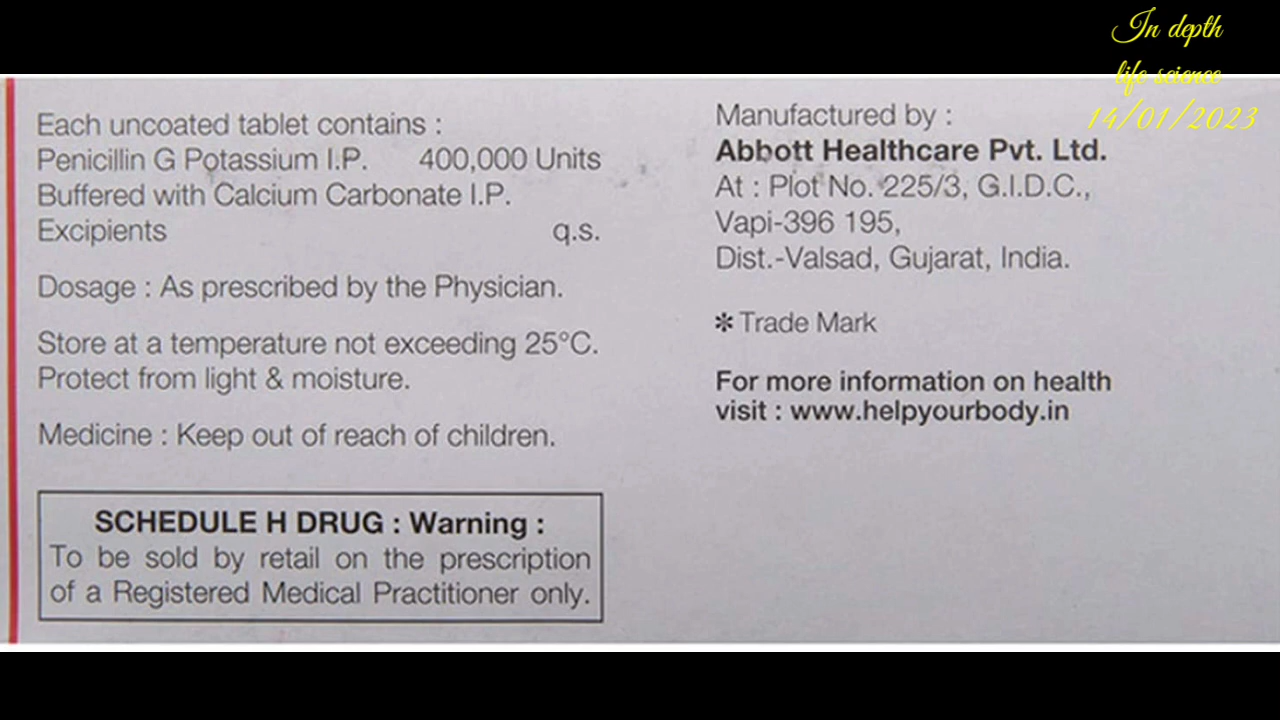 In depth
life science
14/01/2023
Each uncoated tablet contains :
Penicillin G Potassium I.P. 400,000 Units
Buffered with Calcium Carbonate I.P.
Excipients q.s.
Dosage : As prescribed by the Physician.
Store at a temperature not exceeding 25°C.
Protect from light & moisture.
Medicine : Keep out of reach of children.
SCHEDULE H DRUG : Warning :
To be sold by retail on the prescription
of a Registered Medical Practitioner only.
Manufactured by :
Abbott Healthcare Pvt. Ltd.
At : Plot No. 225/3, G.I.D.C.,
Vapi-396 195,
Dist.-Valsad, Gujarat, India.
* Trade Mark
For more information on health
visit : www.helpyourbody.in